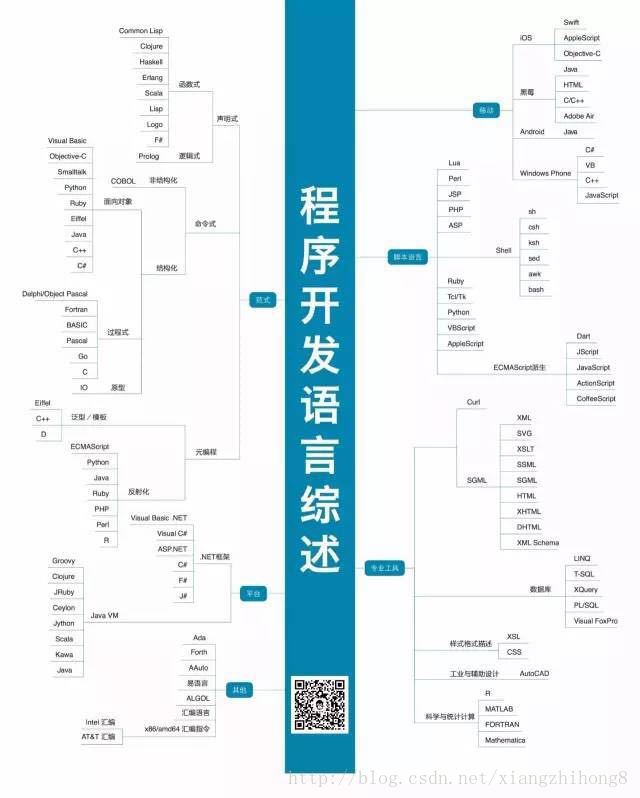 程序开发语言综述
范式
声明式
函数式
Common Lisp
Clojure
Haskell
Erlang
Scala
Lisp
Logo
F#
逻辑式
Prolog
命令式
非结构化
COBOL
结构化
面向对象
Visual Basic
Objective-C
Smalltalk
Python
Ruby
Eiffel
Java
C++
C#
过程式
Delphi/Object Pascal
Fortran
BASIC
Pascal
Go
C
原型
IO
元编程
泛型／模板
Eiffel
C++
D
反射化
ECMAScript
Python
Java
Ruby
PHP
Perl
R
平台
.NET框架
Visual Basic .NET
Visual C#
ASP.NET
C#
F#
J#
Java VM
Groovy
Clojure
JRuby
Ceylon
Jython
Scala
Kawa
Java
其他
Ada
Forth
AAuto
易语言
ALGOL
汇编语言
x86/amd64 汇编指令
Intel 汇编
AT&T 汇编
移动
iOS
Swift
AppleScript
Objective-C
黑莓
Java
HTML
C/C++
Adobe Air
Android
Java
Windows Phone
C#
VB
C++
JavaScript
脚本语言
Lua
Perl
JSP
PHP
ASP
Shell
sh
csh
ksh
sed
awk
bash
Ruby
Tcl/Tk
Python
VBScript
AppleScript
ECMAScript派生
Dart
JScript
JavaScript
ActionScript
CoffeeScript
专业工具
Curl
SGML
XML
SVG
XSLT
SSML
SGML
HTML
XHTML
DHTML
XML Schema
数据库
LINQ
T-SQL
XQuery
PL/SQL
Visual FoxPro
样式格式描述
XSL
CSS
工业与辅助设计
AutoCAD
科学与统计计算
R
MATLAB
FORTRAN
Mathematica
http://blog.csdn.net/xiangzhihong8